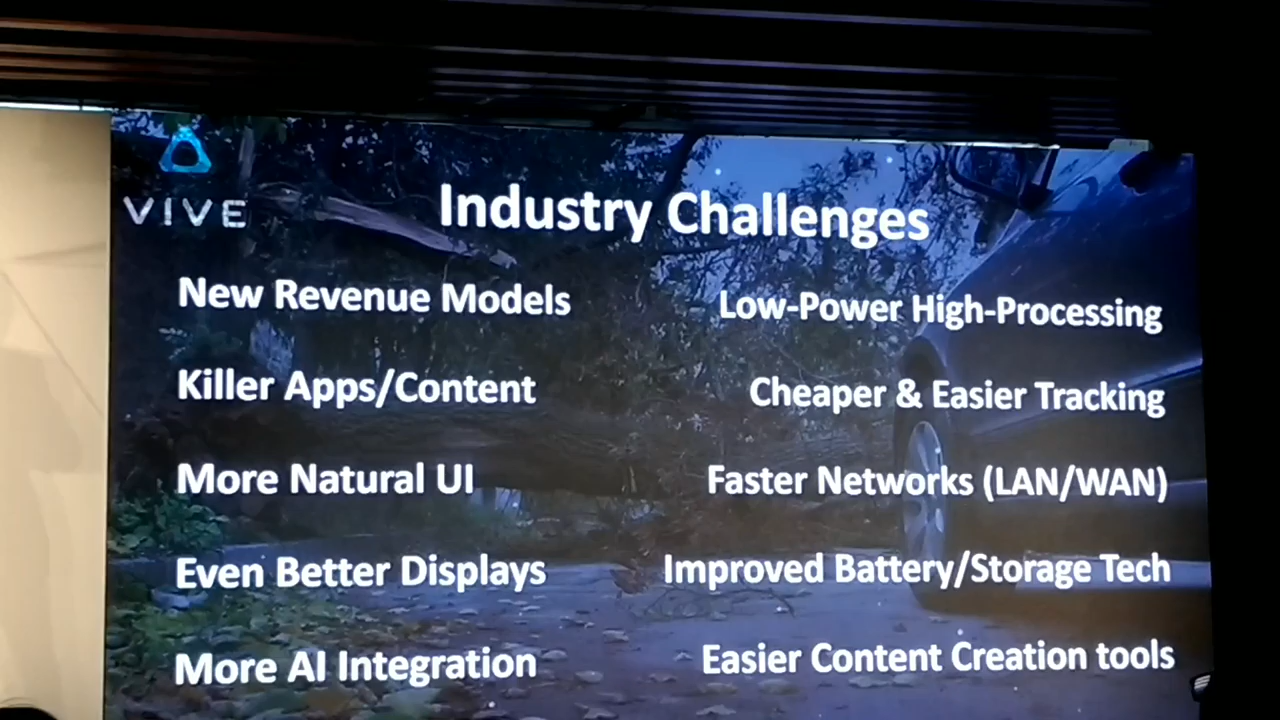 VIVE
Industry Challenges
New Revenue Models
Killer Apps/Content
More Natural UI
Even Better Displays
More AI Integration
Low-Power High-Processing
Cheaper & Easier Tracking
Faster Networks (LAN/WAN)
Improved Battery/Storage Tech
Easier Content Creation tools